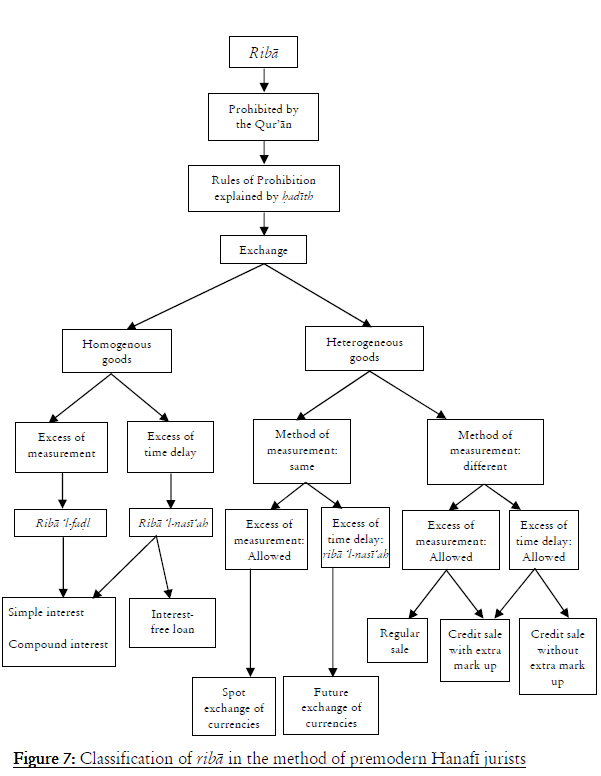 Ribā
Prohibited by
the Qur’ān
Rules of Prohibition
explained by ḥadīth
Exchange
Homogenous
goods
Heterogeneous
goods
Excess of
measurement
Excess of
time delay
Method of
measurement:
same
Method of
measurement:
different
Ribā ‘l-faḍl
Ribā ‘l-nasī‘ah
Excess of
measurement:
Allowed
Excess of
time delay:
ribā ‘l-nasī‘ah
Excess of
measurement:
Allowed
Excess of
time delay:
Allowed
Simple interest
Compound interest
Interest-
free loan
Regular
sale
Credit sale
with extra
mark up
Credit sale
without
extra mark
up
Spot
exchange of
currencies
Future
exchange of
currencies
Figure 7: Classification of ribā in the method of premodern Ḥanafī jurists